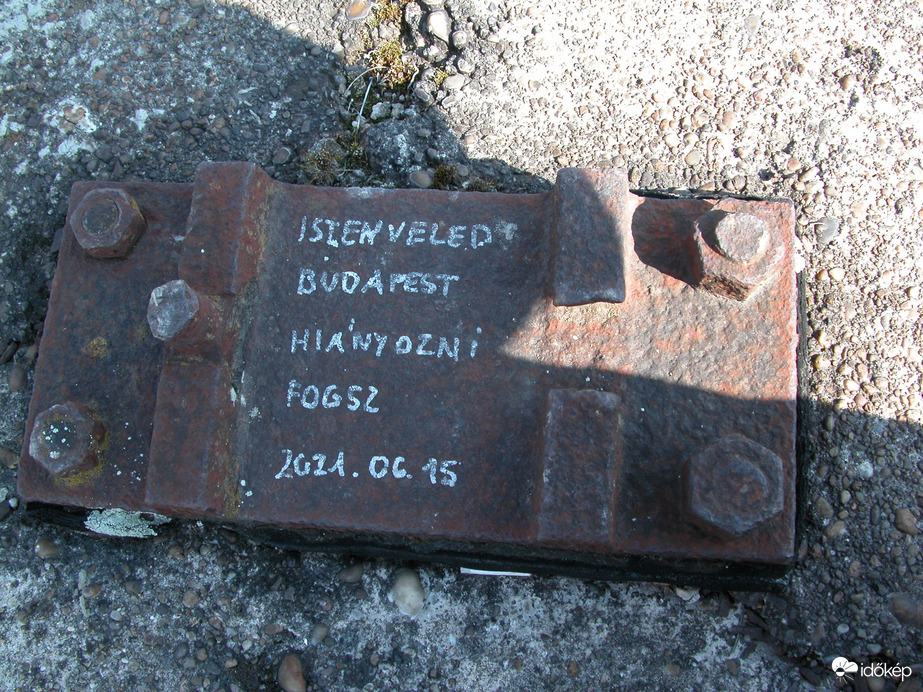 ISTENVELED
BUDAPEST
HIÁNYOZNI
FOGSZ
2021.06.15
időkép